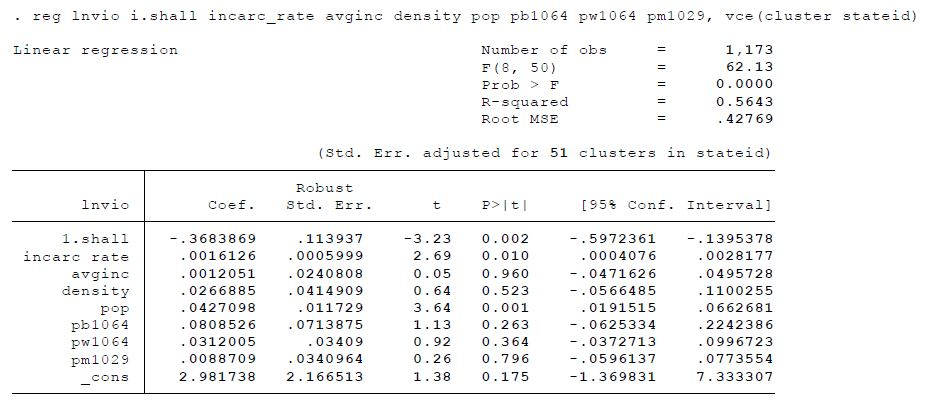 . reg lnvio i.shall incarc_rate avginc density pop pb1064 pw1064 pm1029, vce(cluster stateid)
Linear regression Number of obs = 1,173
F(8, 50) = 62.13
Prob > F = 0.0000
R-squared = 0.5643
Root MSE = .42769
(Std. Err. adjusted for 51 clusters in stateid)
Robust
lnvio Coef. Std. Err. t P>|t| [95% Conf. Interval]
1.shall -.3683869 .113937 -3.23 0.002 -.5972361 -.1395378
incarc_rate .0016126 .0005999 2.69 0.010 .0004076 .0028177
avginc .0012051 .0240808 0.05 0.960 -.0471626 .0495728
density .0266885 .0414909 0.64 0.523 -.0566485 .1100255
pop .0427098 .011729 3.64 0.001 .0191515 .0662681
pb1064 .0808526 .0713875 1.13 0.263 -.0625334 .2242386
pw1064 .0312005 .03409 0.92 0.364 -.0372713 .0996723
pm1029 .0088709 .0340964 0.26 0.796 -.0596137 .0773554
_cons 2.981738 2.166513 1.38 0.175 -1.369831 7.333307